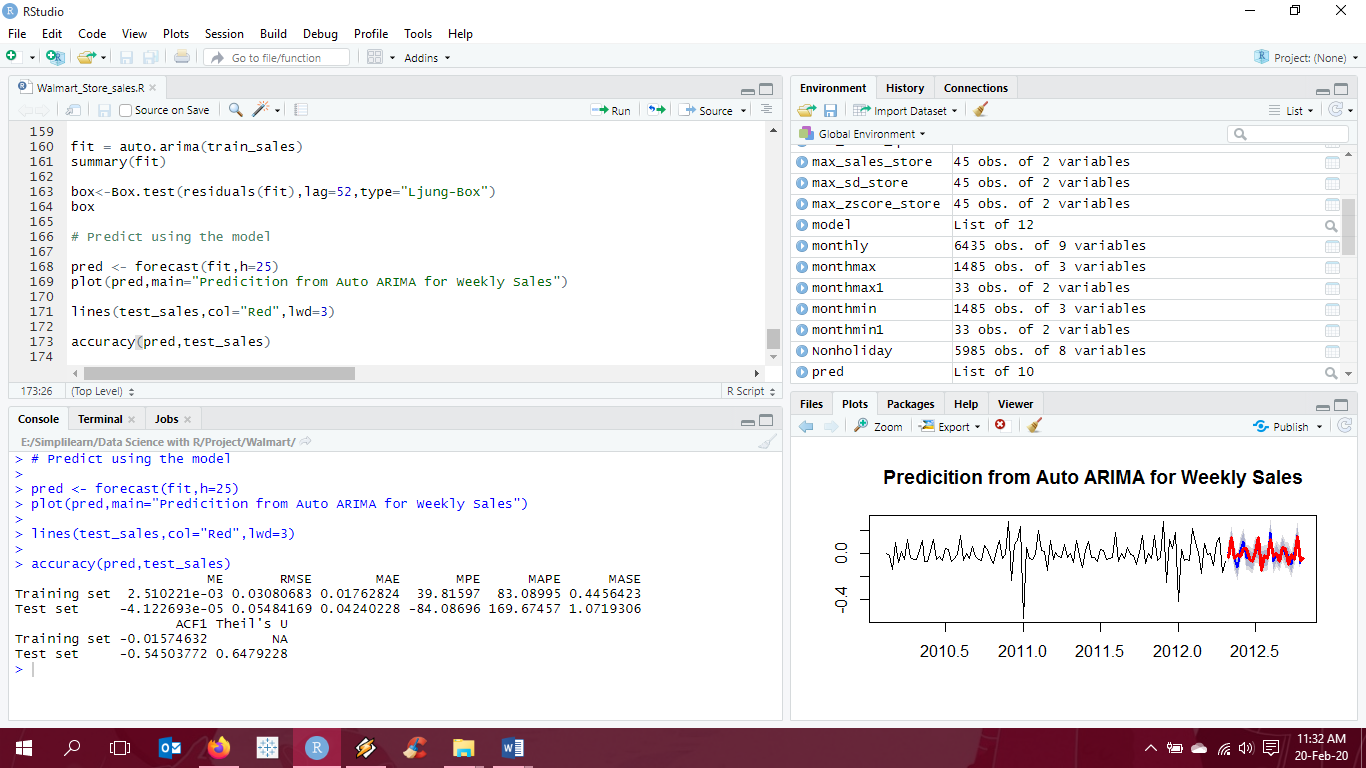 RStudio
File Edit Code View Plots Session Build Debug Profile Tools Help
Go to file/function Addins Project: (None)
Walmart_Store_sales.R
Source on Save Run Source
159
160 fit = auto.arima(train_sales)
161 summary(fit)
162
163 box<-Box.test(residuals(fit),lag=52,type="Ljung-Box")
164 box
165
166 # Predict using the model
167
168 pred <- forecast(fit,h=25)
169 plot(pred,main="Predicition from Auto ARIMA for Weekly Sales")
170
171 lines(test_sales,col="Red",lwd=3)
172
173 accuracy(pred,test_sales)
174
173:26 (Top Level) R Script
Console Terminal Jobs
E:/Simplilearn/Data Science with R/Project/Walmart/
> # Predict using the model
>
> pred <- forecast(fit,h=25)
> plot(pred,main="Predicition from Auto ARIMA for Weekly Sales")
>
> lines(test_sales,col="Red",lwd=3)
>
> accuracy(pred,test_sales)
ME RMSE MAE MPE MAPE MASE
Training set 2.510221e-03 0.03080683 0.01762824 39.81597 83.08995 0.4456423
Test set -4.122693e-05 0.05484169 0.04240228 -84.08696 169.67457 1.0719306
ACF1 Theil's U
Training set -0.01574632 NA
Test set -0.54503772 0.6479228
>
Environment History Connections
Import Dataset List
Global Environment
max_sales_store 45 obs. of 2 variables
max_sd_store 45 obs. of 2 variables
max_zscore_store 45 obs. of 2 variables
model List of 12
monthly 6435 obs. of 9 variables
monthmax 1485 obs. of 3 variables
monthmax1 33 obs. of 2 variables
monthmin 1485 obs. of 3 variables
monthmin1 33 obs. of 2 variables
Nonholiday 5985 obs. of 8 variables
pred List of 10
Files Plots Packages Help Viewer
Zoom Export Publish
Predicition from Auto ARIMA for Weekly Sales
0.0
-0.4
2010.5 2011.0 2011.5 2012.0 2012.5
11:32 AM
20-Feb-20